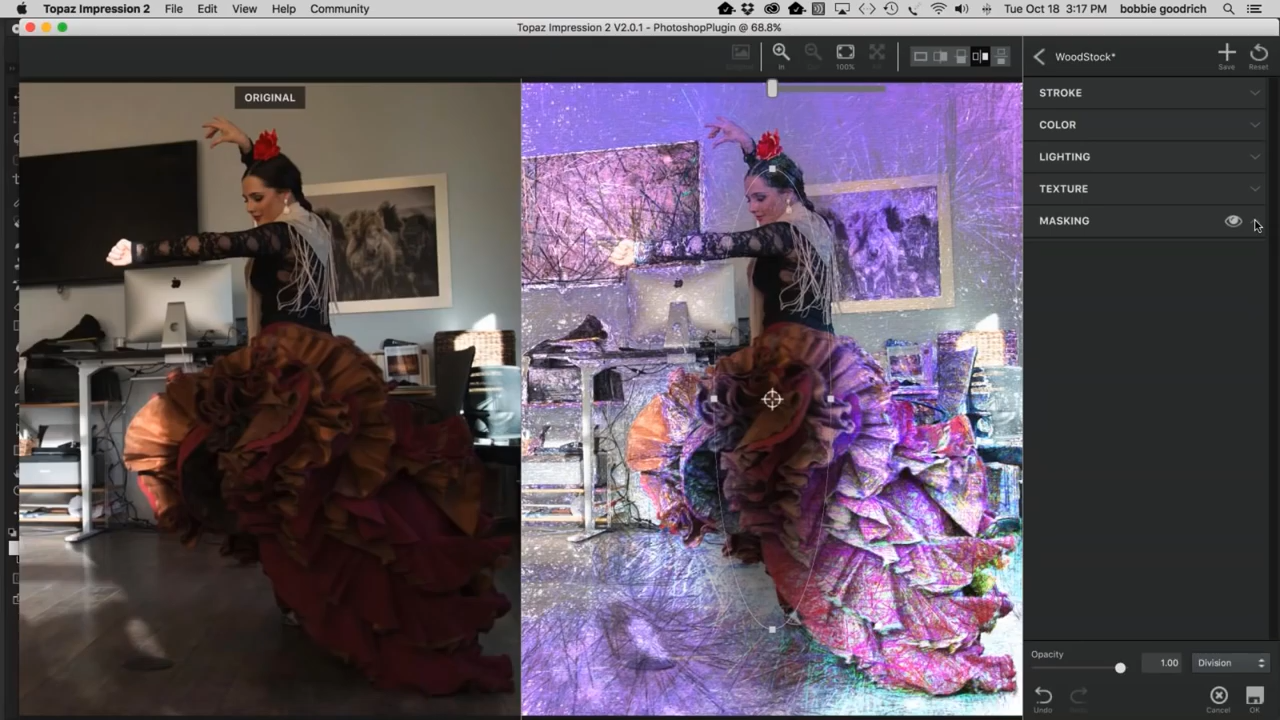 Topaz Impression 2 File Edit View Help Community Tue Oct 18 3:17 PM bobbie goodrich
Topaz Impression 2 V2.0.1 - PhotoshopPlugin @ 68.8%
In
100%
WoodStock*
Save
Reset
ORIGINAL
STROKE
COLOR
LIGHTING
TEXTURE
MASKING
Opacity
1.00
Division
Undo
Cancel
OK